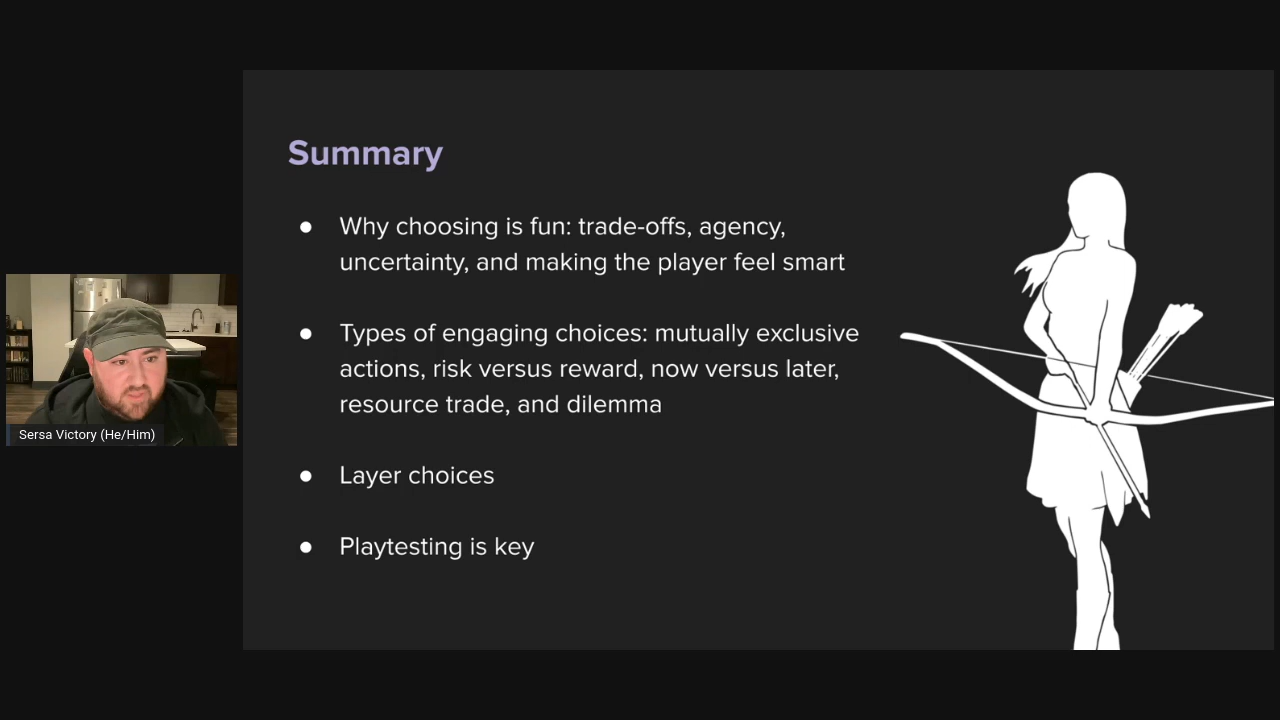 Summary
● Why choosing is fun: trade-offs, agency,
uncertainty, and making the player feel smart
● Types of engaging choices: mutually exclusive
actions, risk versus reward, now versus later,
resource trade, and dilemma
● Layer choices
● Playtesting is key
Sersa Victory (He/Him)